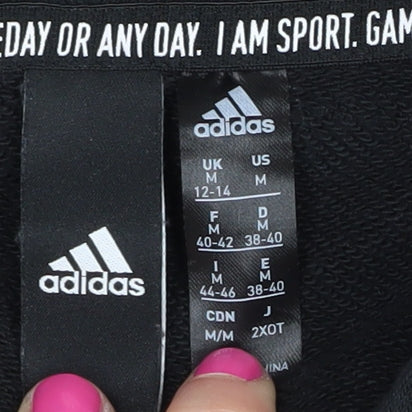 EDAY OR ANY DAY. I AM SPORT. GAM
adidas
adidas
UK US
M M
12-14
F D
M M
40-42 38-40
I E
M M
44-46 38-40
CDN J
M/M 2XOT
INA